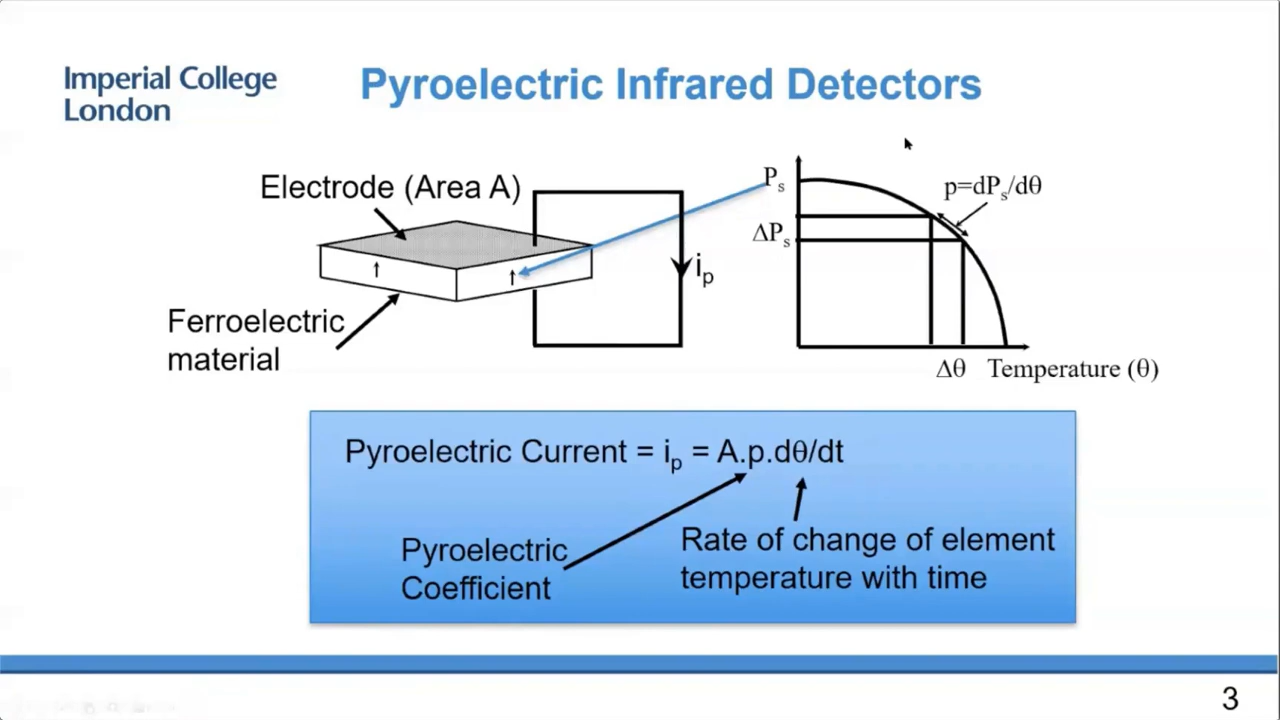 Imperial College
London
Pyroelectric Infrared Detectors
Electrode (Area A)
Ferroelectric
material
iₚ
Pₛ
ΔPₛ
p=dPₛ/dθ
Δθ
Temperature (θ)
Pyroelectric Current = iₚ = A.p.dθ/dt
Pyroelectric
Coefficient
Rate of change of element
temperature with time
3